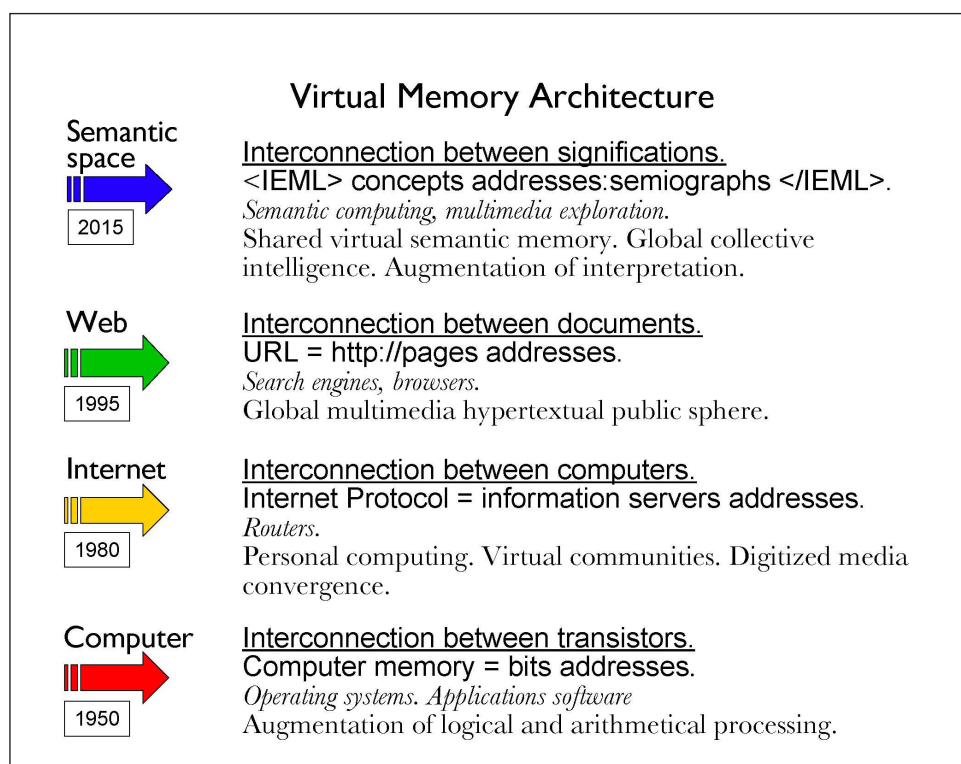 Virtual Memory Architecture
Semantic
space
2015
Interconnection between significations.
<IEML> concepts addresses:semiographs </IEML>.
Semantic computing, multimedia exploration.
Shared virtual semantic memory. Global collective
intelligence. Augmentation of interpretation.
Web
1995
Interconnection between documents.
URL = http://pages addresses.
Search engines, browsers.
Global multimedia hypertextual public sphere.
Internet
1980
Interconnection between computers.
Internet Protocol = information servers addresses.
Routers.
Personal computing. Virtual communities. Digitized media
convergence.
Computer
1950
Interconnection between transistors.
Computer memory = bits addresses.
Operating systems. Applications software
Augmentation of logical and arithmetical processing.